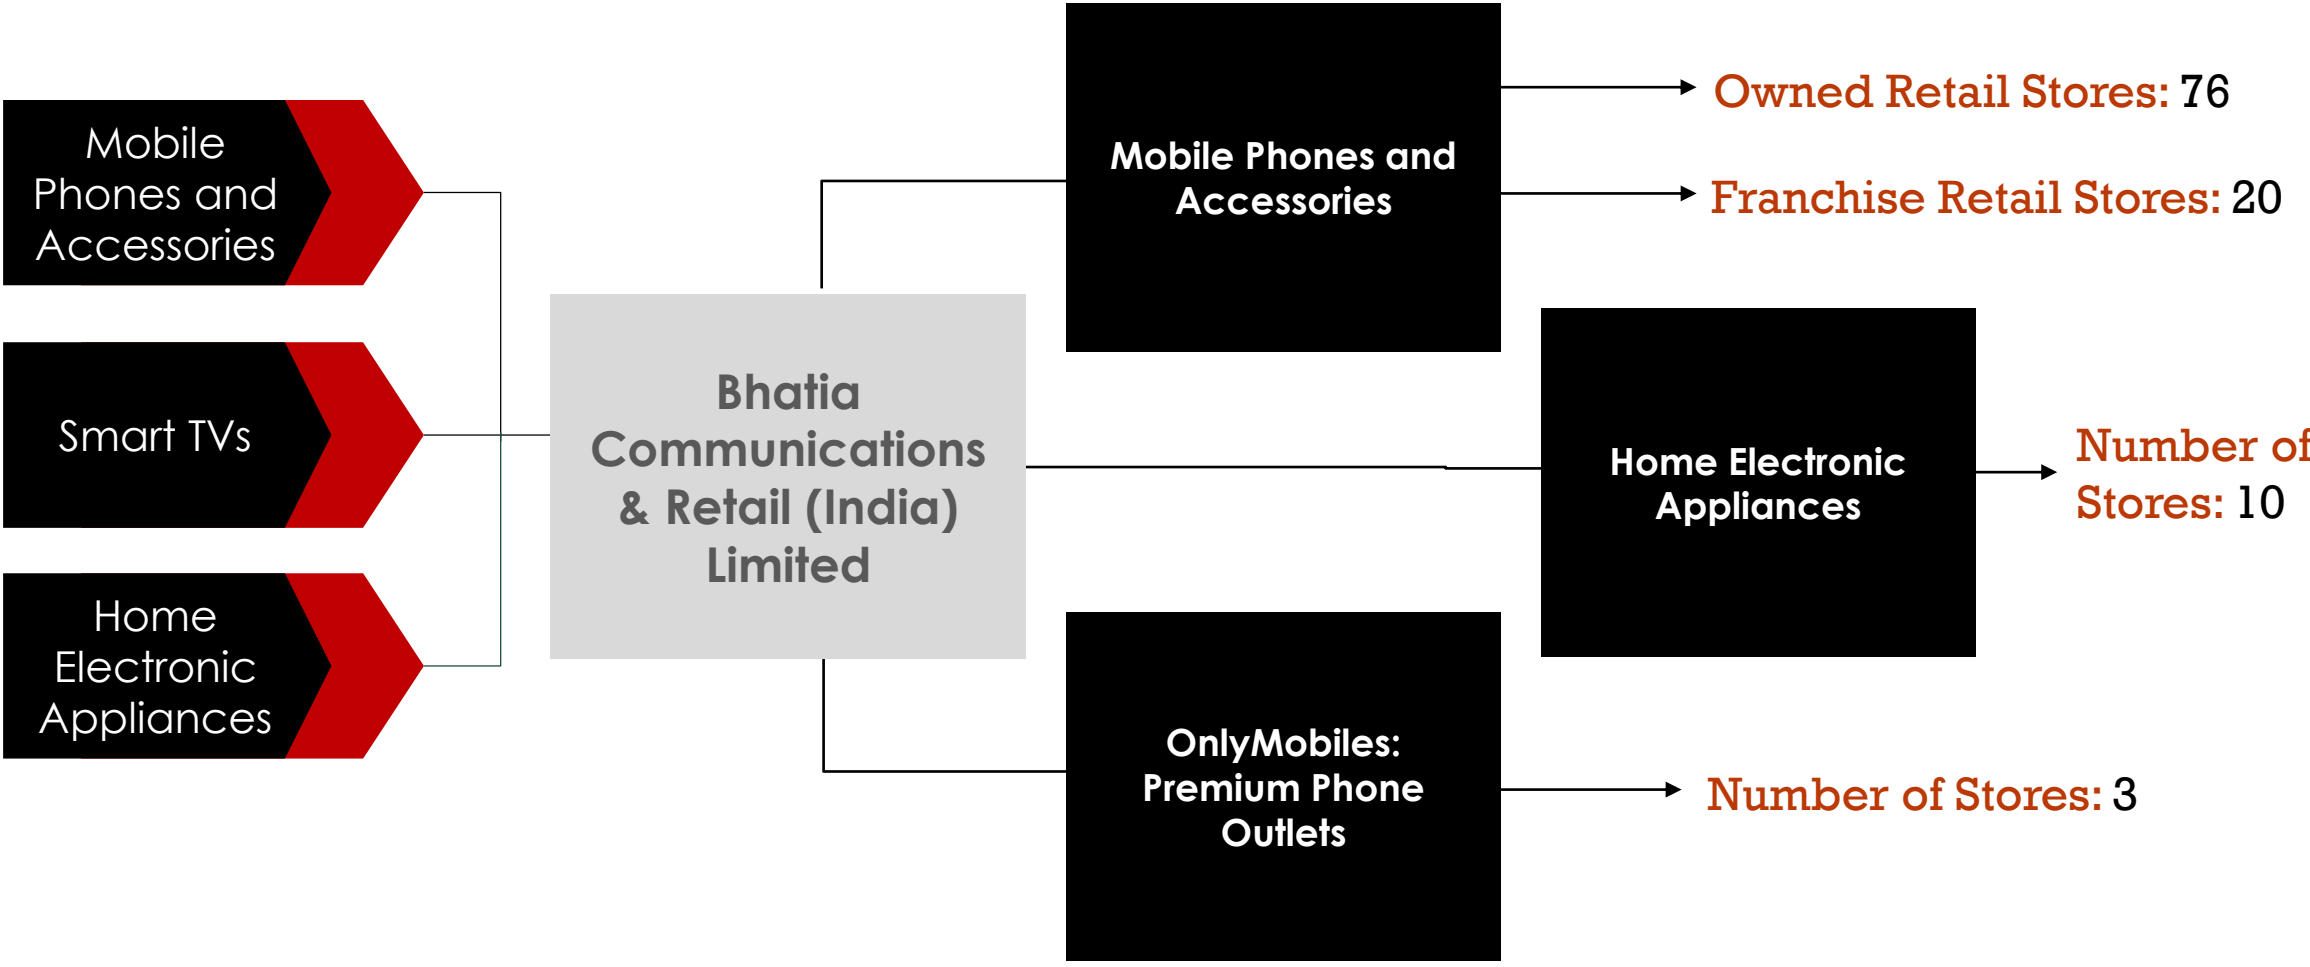 Mobile
Phones and
Accessories
Smart TVs
Home
Electronic
Appliances
Bhatia
Communications
& Retail (India)
Limited
Mobile Phones and
Accessories
Owned Retail Stores: 76
Franchise Retail Stores: 20
Home Electronic
Appliances
Number of
Stores: 10
OnlyMobiles:
Premium Phone
Outlets
Number of Stores: 3